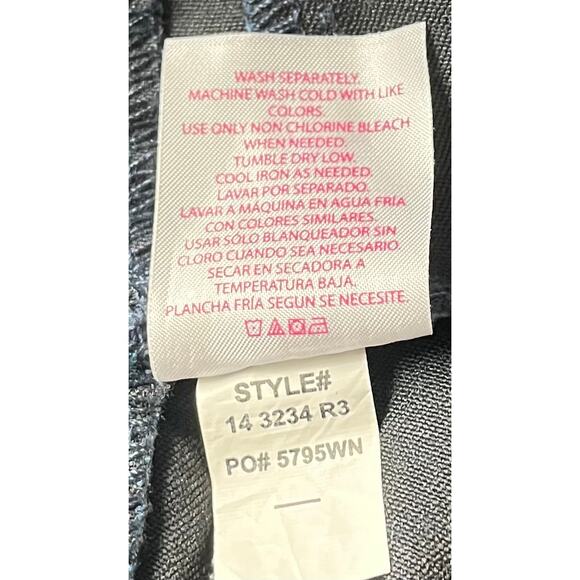 WASH SEPARATELY.
MACHINE WASH COLD WITH LIKE
COLORS.
USE ONLY NON CHLORINE BLEACH
WHEN NEEDED.
TUMBLE DRY LOW.
COOL IRON AS NEEDED.
LAVAR POR SEPARADO.
LAVAR A MÁQUINA EN AGUA FRÍA
CON COLORES SIMILARES.
USAR SÓLO BLANQUEADOR SIN
CLORO CUANDO SEA NECESARIO.
SECAR EN SECADORA A
TEMPERATURA BAJA.
PLANCHA FRÍA SEGUN SE NECESITE.
STYLE#
14 3234 R3
PO# 5795WN